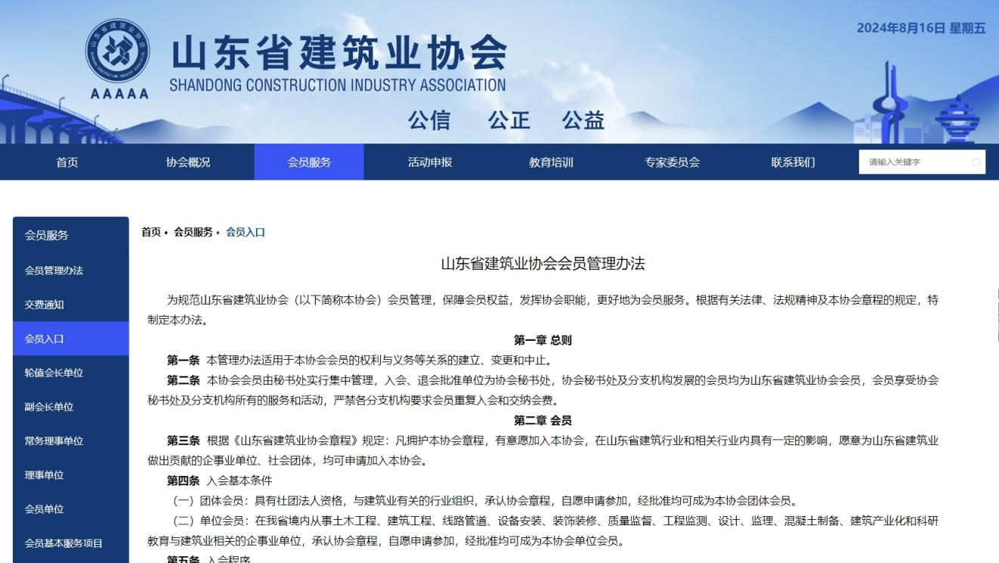 2024年8月16日 星期五
山东省建筑业协会
SHANDONG CONSTRUCTION INDUSTRY ASSOCIATION
AAAAA
公信 公正 公益
首页 协会概况 会员服务 活动申报 教育培训 专家委员会 联系我们 请输入关键字
会员服务
会员管理办法
交费通知
会员入口
轮值会长单位
副会长单位
常务理事单位
理事单位
会员单位
会员基本服务项目
首页 • 会员服务 • 会员入口
山东省建筑业协会会员管理办法
为规范山东省建筑业协会（以下简称本协会）会员管理，保障会员权益，发挥协会职能，更好地为会员服务。根据有关法律、法规精神及本协会章程的规定，特
制定本办法。
第一章 总则
第一条 本管理办法适用于本协会会员的权利与义务等关系的建立、变更和中止。
第二条 本协会会员由秘书处实行集中管理，入会、退会批准单位为协会秘书处，协会秘书处及分支机构发展的会员均为山东省建筑业协会会员，会员享受协会
秘书处及分支机构所有的服务和活动，严禁各分支机构要求会员重复入会和交纳会费。
第二章 会员
第三条 根据《山东省建筑业协会章程》规定：凡拥护本协会章程，有意愿加入本协会，在山东省建筑行业和相关行业内具有一定的影响，愿意为山东省建筑业
做出贡献的企事业单位、社会团体，均可申请加入本协会。
第四条 入会基本条件
（一）团体会员：具有社团法人资格，与建筑业有关的行业组织，承认协会章程，自愿申请参加，经批准均可成为本协会团体会员。
（二）单位会员：在我省境内从事土木工程、建筑工程、线路管道、设备安装、装饰装修、质量监督、工程监测、设计、监理、混凝土制备、建筑产业化和科研
教育与建筑业相关的企事业单位，承认协会章程，自愿申请参加，经批准均可成为本协会单位会员。
第五条 入会程序